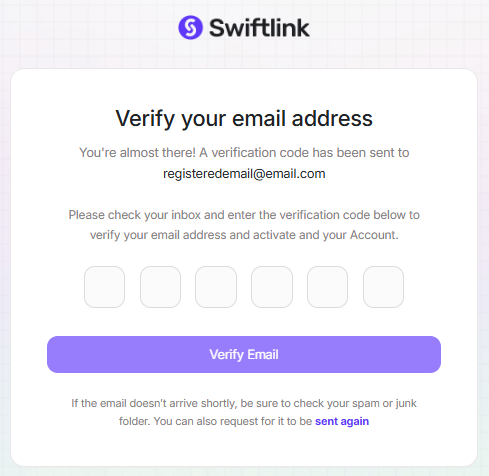 Swiftlink
Verify your email address
You're almost there! A verification code has been sent to
registeredemail@email.com
Please check your inbox and enter the verification code below to
verify your email address and activate and your Account.
Verify Email
If the email doesn't arrive shortly, be sure to check your spam or junk
folder. You can also request for it to be sent again